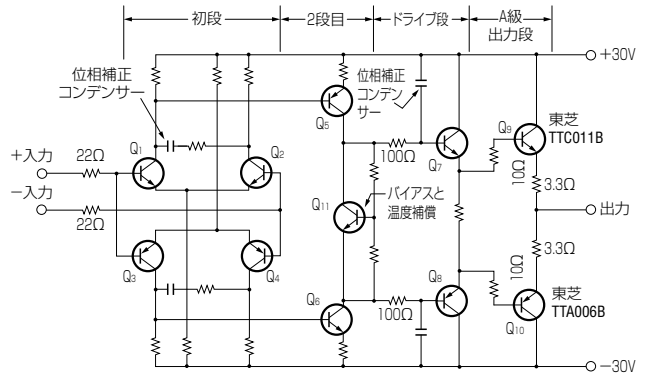 初段
2段目
ドライブ段
A級
出力段
+30V
位相補正
コンデンサー
位相補正
コンデン
サー
Q5
Q9
東芝
TTC011B
+入力
22Ω
Q1
Q2
100Ω
Q7
10Ω
3.3Ω
−入力
22Ω
Q11
バイアスと
温度補償
出力
Q3
Q4
Q8
10Ω
3.3Ω
Q6
100Ω
東芝
TTA006B
Q10
−30V